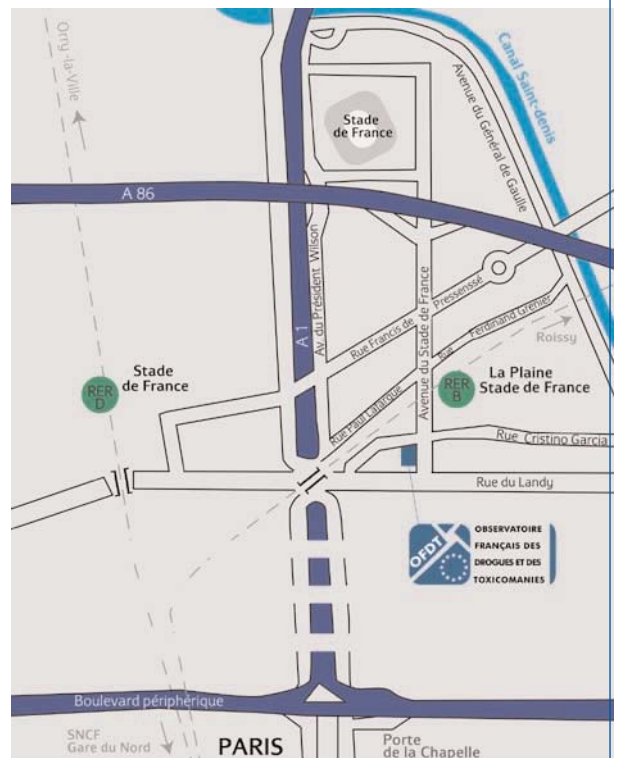 Orry-la-Ville
Canal Saint-denis
Avenue du Général de Gaulle
Stade
de France
A 86
Av. du Président Wilson
A 1
Avenue du Stade de France
Rue Francis de Pressenssé
Rue Ferdinand Grenier
Roissy
Stade
de France
RER
D
La Plaine
Stade de France
RER
B
Rue Paul Lafargue
Rue Cristino Garcia
Rue du Landy
OFDT
OBSERVATOIRE
FRANÇAIS DES
DROGUES ET DES
TOXICOMANIES
Boulevard périphérique
SNCF
Gare du Nord
PARIS
Porte
de la Chapelle